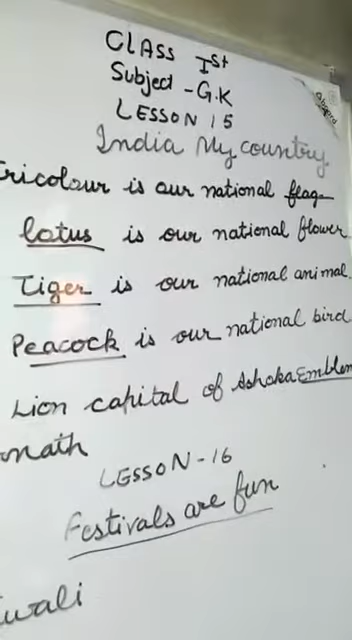 CLASS Ist
Subject - G.K
LESSON 15
India My country
ricolour is our national flag
Lotus is our national flower
Tiger is our national animal
Peacock is our national bird
Lion capital of Ashoka Emblem
nath
LESSON-16
Festivals are fun
wali